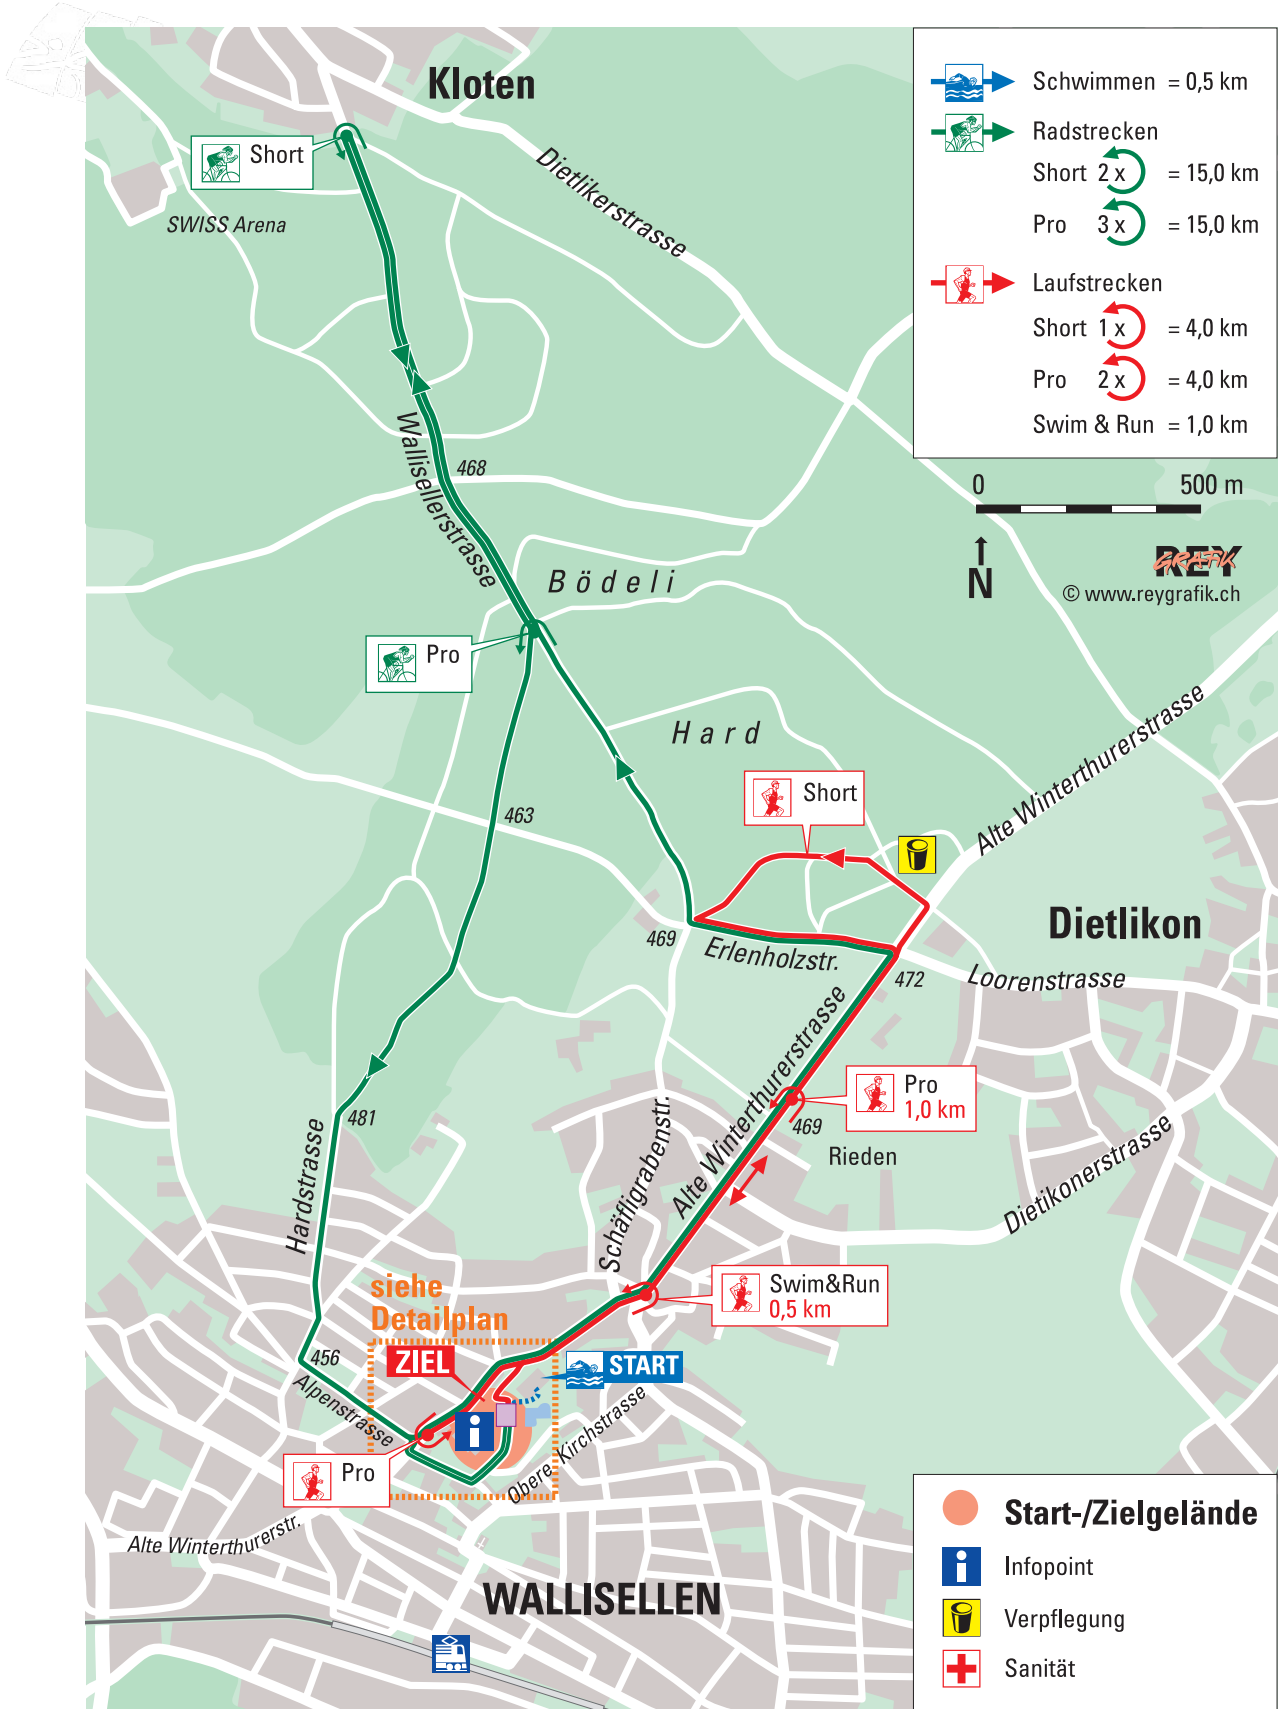 Kloten
Short
SWISS Arena
Dietlikerstrasse
Schwimmen = 0,5 km
Radstrecken
Short 2 x = 15,0 km
Pro 3 x = 15,0 km
Laufstrecken
Short 1 x = 4,0 km
Pro 2 x = 4,0 km
Swim & Run = 1,0 km
0 500 m
N
REY
GRAFIK
© www.reygrafik.ch
Wallisellerstrasse
468
Bödeli
Pro
Hard
463
Short
Alte Winterthurerstrasse
Dietlikon
469
Erlenholzstr.
472
Loorenstrasse
Alte Winterthurerstrasse
Pro
1,0 km
469
Rieden
481
Hardstrasse
Schäfligrabenstr.
Dietikonerstrasse
Swim&Run
0,5 km
siehe
Detailplan
ZIEL
START
456
Alpenstrasse
i
Obere Kirchstrasse
Pro
Alte Winterthurerstr.
WALLISELLEN
Start-/Zielgelände
i Infopoint
Verpflegung
Sanität